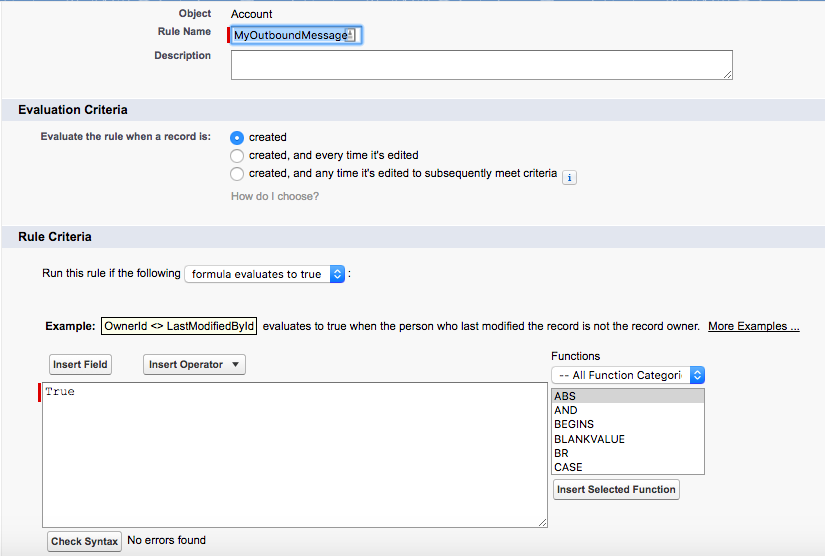 Object Account
Rule Name MyOutboundMessage
Description
Evaluation Criteria
Evaluate the rule when a record is: created
created, and every time it's edited
created, and any time it's edited to subsequently meet criteria i
How do I choose?
Rule Criteria
Run this rule if the following formula evaluates to true :
Example: OwnerId <> LastModifiedById evaluates to true when the person who last modified the record is not the record owner. More Examples ...
Functions
Insert Field Insert Operator
-- All Function Categori
True
ABS
AND
BEGINS
BLANKVALUE
BR
CASE
Insert Selected Function
Check Syntax No errors found